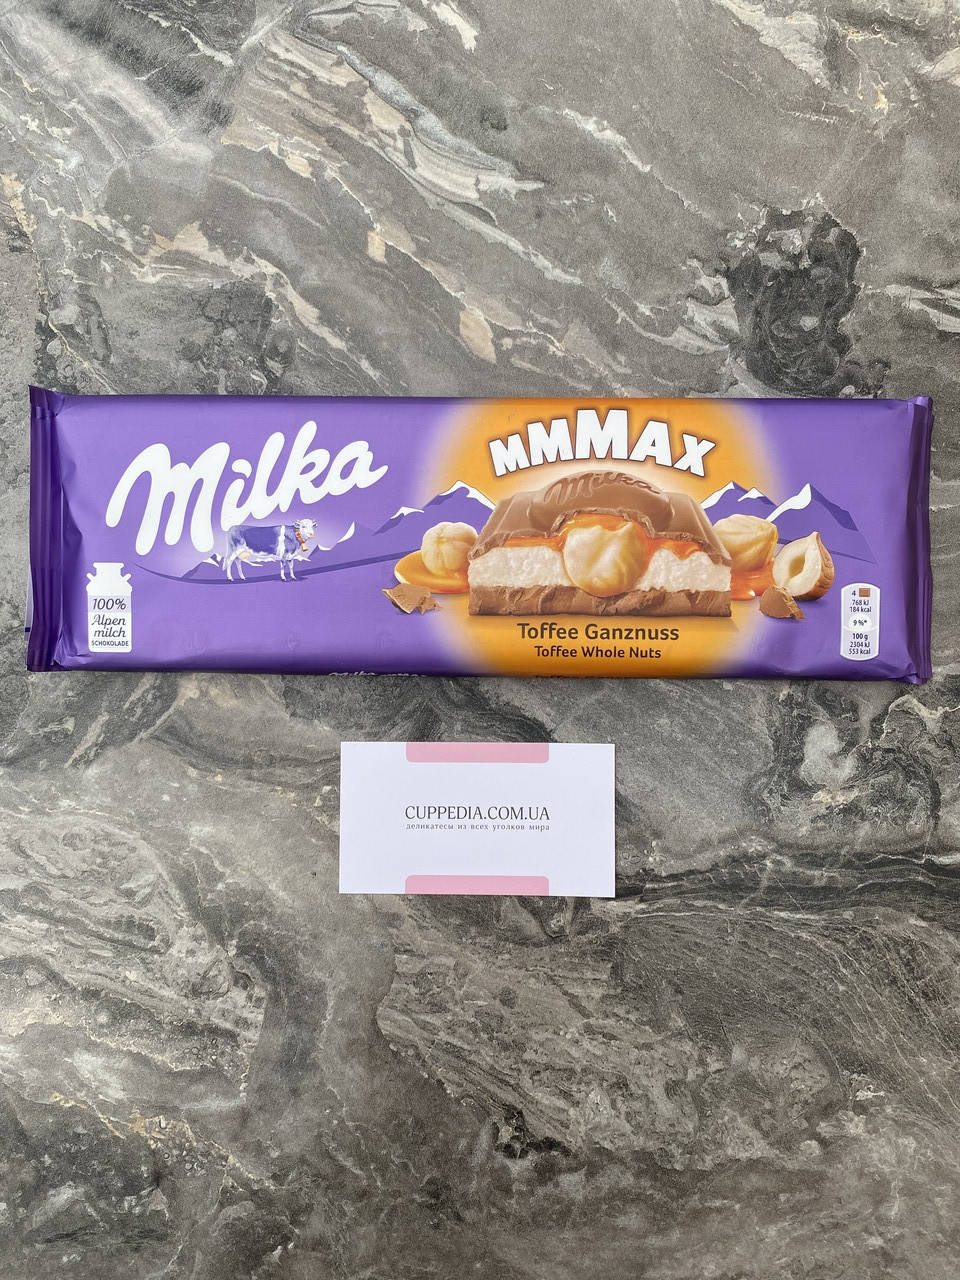 Milka
MMMAX
Milka
100%
Alpen
milch
SCHOKOLADE
Toffee Ganznuss
Toffee Whole Nuts
4
768 kJ
184 kcal
9 %*
100 g
2304 kJ
553 kcal
CUPPEDIA.COM.UA
деликатесы из всех уголков мира